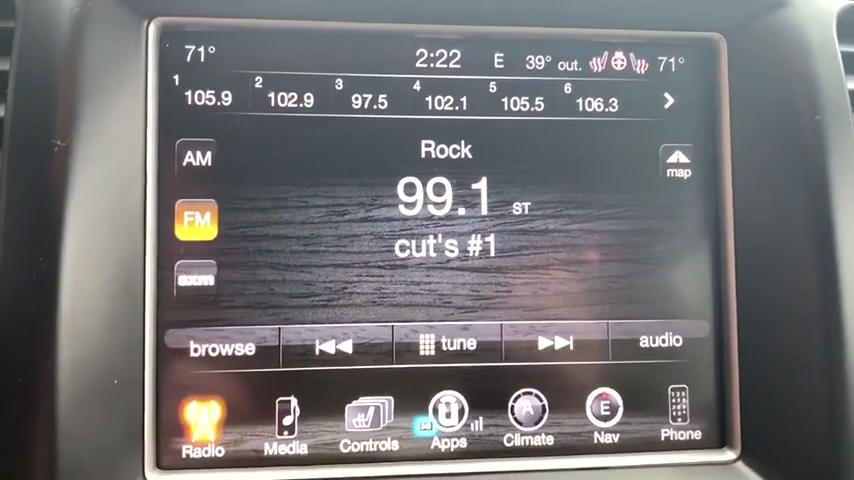 71° 2:22 E 39° out. 71°
1 105.9 2 102.9 3 97.5 4 102.1 5 105.5 6 106.3
AM Rock map
FM 99.1 ST
cut's #1
browse tune audio
Radio Media Controls Apps A Climate E Nav Phone